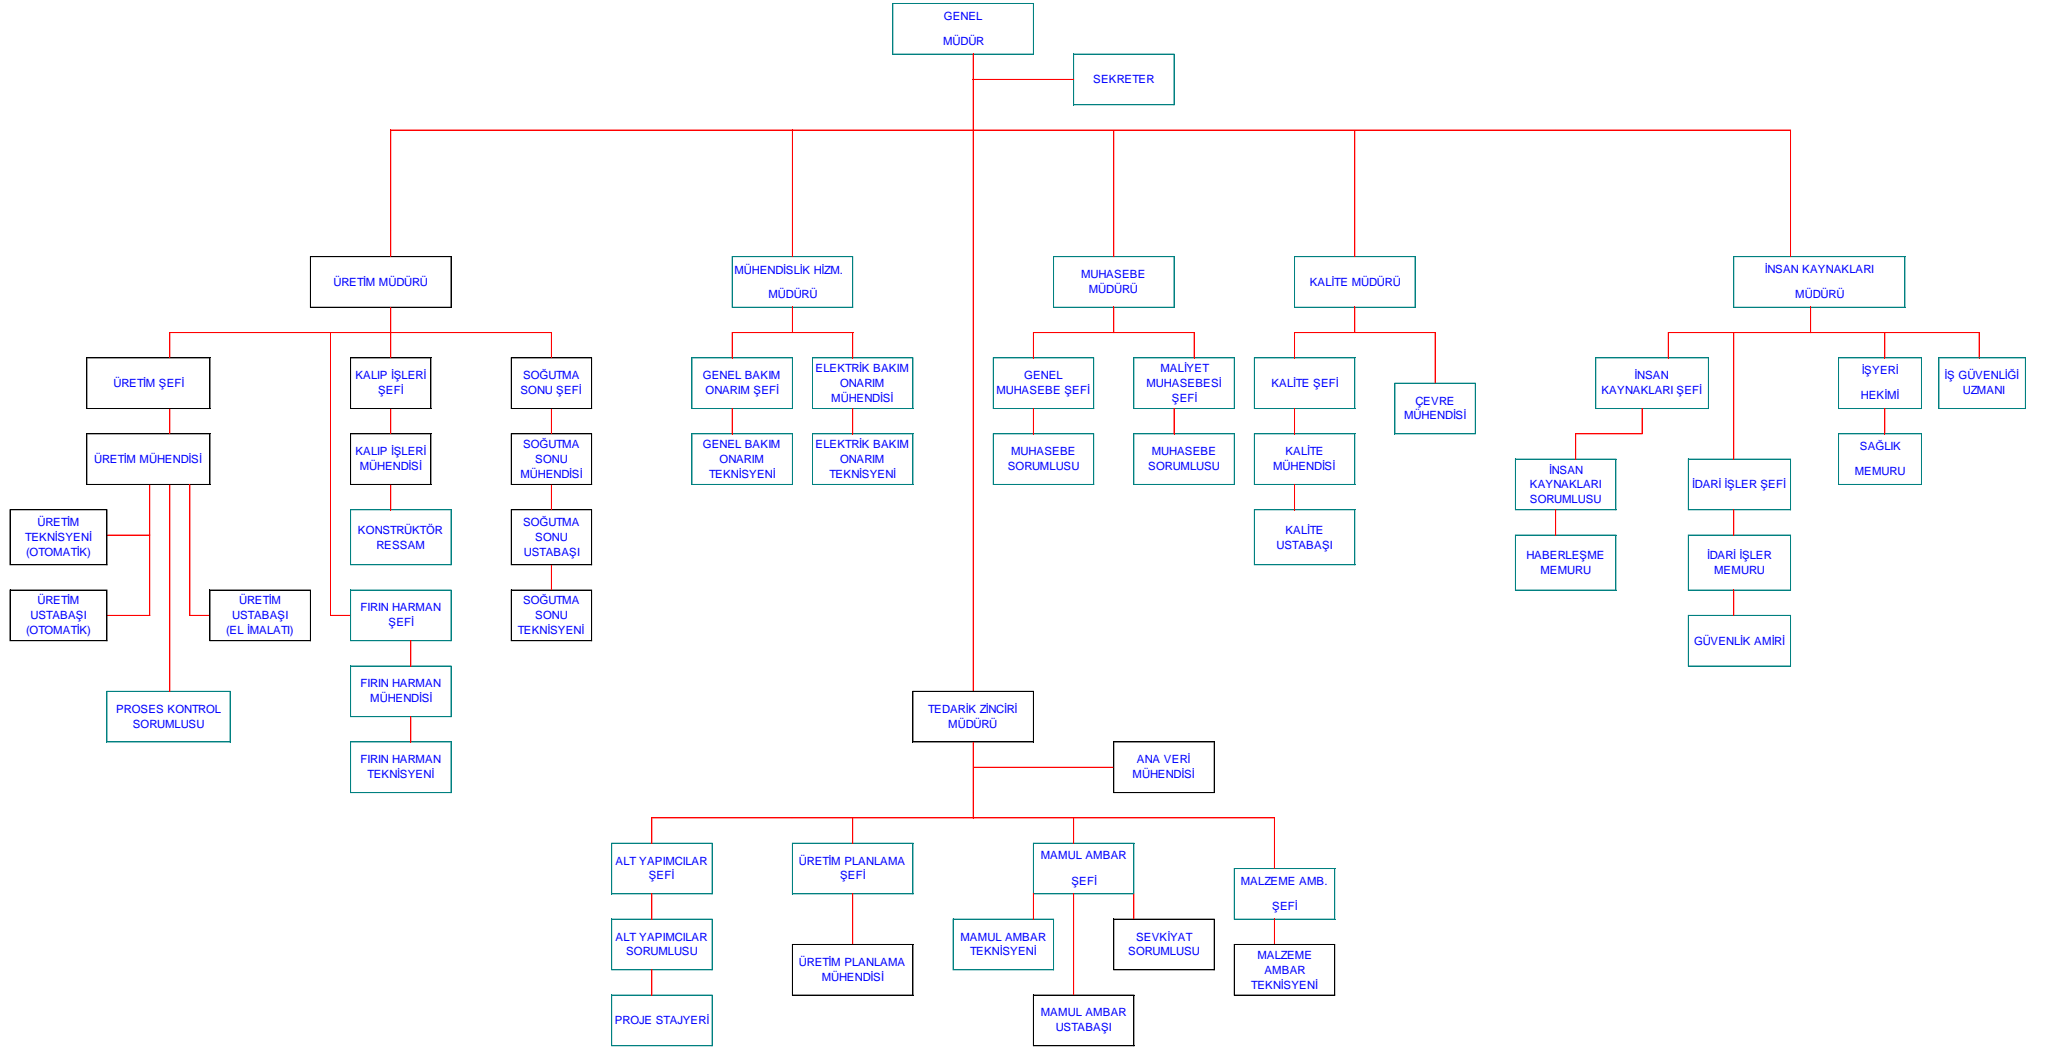 GENEL
MÜDÜR
SEKRETER
ÜRETİM MÜDÜRÜ
MÜHENDİSLİK HİZM.
MÜDÜRÜ
MUHASEBE
MÜDÜRÜ
KALİTE MÜDÜRÜ
İNSAN KAYNAKLARI
MÜDÜRÜ
ÜRETİM ŞEFİ
KALIP İŞLERİ
ŞEFİ
SOĞUTMA
SONU ŞEFİ
GENEL BAKIM
ONARIM ŞEFİ
ELEKTRİK BAKIM
ONARIM
MÜHENDİSİ
GENEL
MUHASEBE ŞEFİ
MALİYET
MUHASEBESİ
ŞEFİ
KALİTE ŞEFİ
ÇEVRE
MÜHENDİSİ
İNSAN
KAYNAKLARI ŞEFİ
İŞYERİ
HEKİMİ
İŞ GÜVENLİĞİ
UZMANI
ÜRETİM MÜHENDİSİ
KALIP İŞLERİ
MÜHENDİSİ
SOĞUTMA
SONU
MÜHENDİSİ
GENEL BAKIM
ONARIM
TEKNİSYENİ
ELEKTRİK BAKIM
ONARIM
TEKNİSYENİ
MUHASEBE
SORUMLUSU
MUHASEBE
SORUMLUSU
KALİTE
MÜHENDİSİ
İNSAN
KAYNAKLARI
SORUMLUSU
İDARİ İŞLER ŞEFİ
SAĞLIK
MEMURU
ÜRETİM
TEKNİSYENİ
(OTOMATİK)
KONSTRÜKTÖR
RESSAM
SOĞUTMA
SONU
USTABAŞI
KALİTE
USTABAŞI
HABERLEŞME
MEMURU
İDARİ İŞLER
MEMURU
ÜRETİM
USTABAŞI
(OTOMATİK)
ÜRETİM
USTABAŞI
(EL İMALATI)
FIRIN HARMAN
ŞEFİ
SOĞUTMA
SONU
TEKNİSYENİ
GÜVENLİK AMİRİ
FIRIN HARMAN
MÜHENDİSİ
PROSES KONTROL
SORUMLUSU
TEDARİK ZİNCİRİ
MÜDÜRÜ
FIRIN HARMAN
TEKNİSYENİ
ANA VERİ
MÜHENDİSİ
ALT YAPIMCILAR
ŞEFİ
ÜRETİM PLANLAMA
ŞEFİ
MAMUL AMBAR
ŞEFİ
MALZEME AMB.
ŞEFİ
ALT YAPIMCILAR
SORUMLUSU
ÜRETİM PLANLAMA
MÜHENDİSİ
MAMUL AMBAR
TEKNİSYENİ
SEVKİYAT
SORUMLUSU
MALZEME
AMBAR
TEKNİSYENİ
PROJE STAJYERİ
MAMUL AMBAR
USTABAŞI